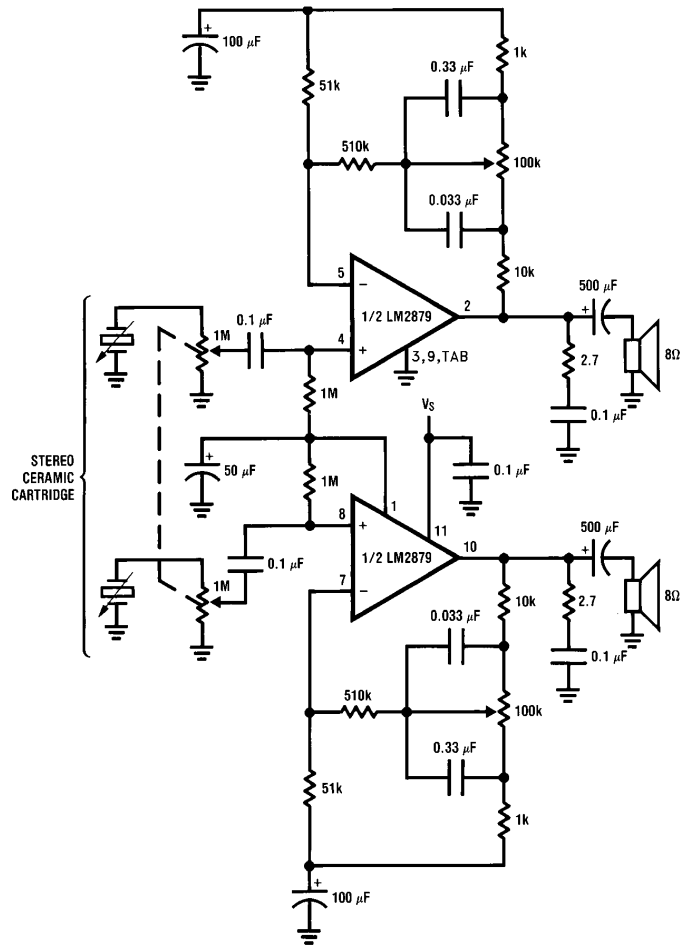 100 μF
+
1k
0.33 μF
51k
510k
100k
0.033 μF
10k
500 μF
+
5
−
1/2 LM2879
2
4
+
3,9,TAB
1M
0.1 μF
2.7
8Ω
0.1 μF
1M
VS
STEREO
CERAMIC
CARTRIDGE
+
50 μF
1M
1
0.1 μF
11
8
+
1/2 LM2879
10
7
−
500 μF
+
1M
0.1 μF
10k
2.7
8Ω
0.033 μF
0.1 μF
510k
100k
0.33 μF
51k
1k
+
100 μF